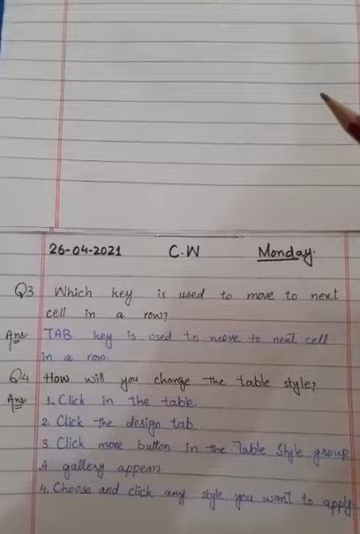 26-04-2021 C.W Monday.
Q3 Which key is used to move to next
cell in a row?
Ans TAB key is used to move to next cell
in a row.
Q4 How will you change the table style?
Ans 1. Click in the table.
2. Click the design tab.
3 Click more button in the Table Style group
A gallery appears.
4. Choose and click any style you want to apply.